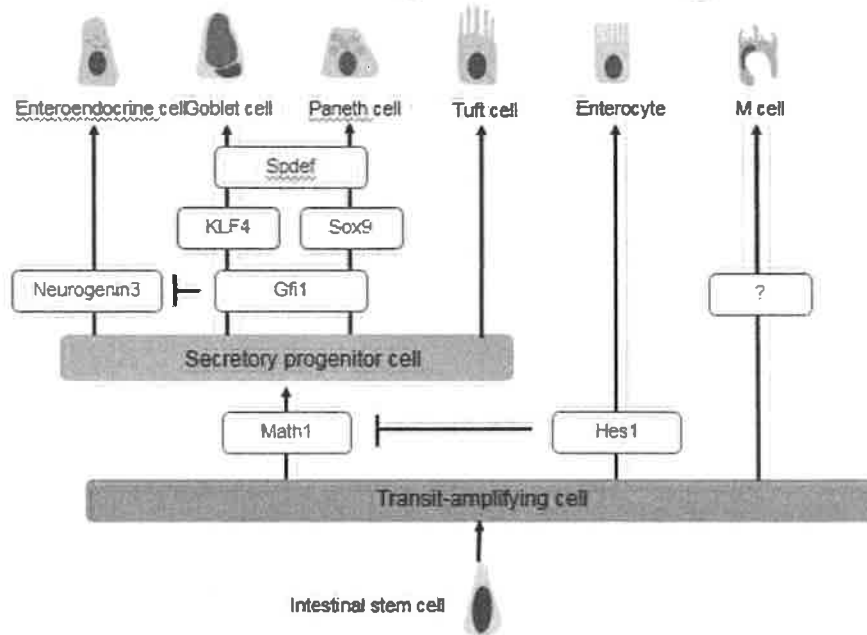 Enteroendocrine cell Goblet cell Paneth cell Tuft cell Enterocyte M cell
Spdef
KLF4 Sox9
Neurogenin3 Gfi1 ?
Secretory progenitor cell
Math1 Hes1
Transit-amplifying cell
Intestinal stem cell